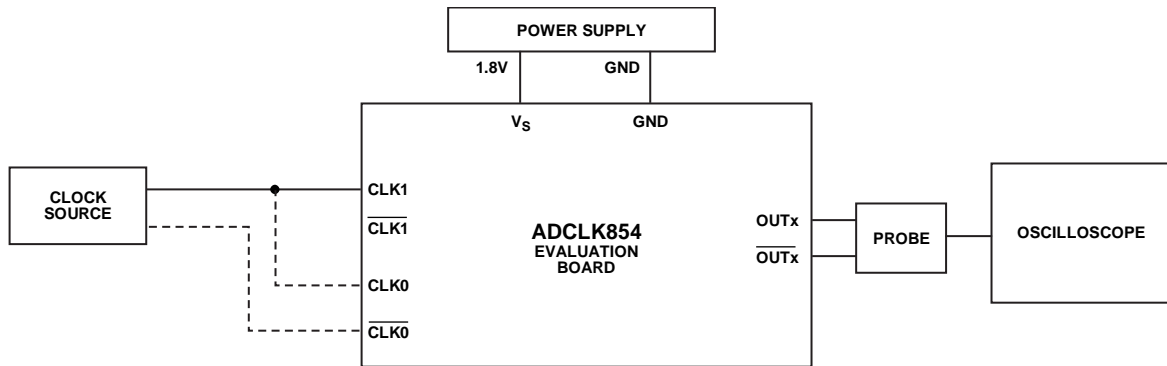 POWER SUPPLY
1.8V
GND
VS
GND
CLOCK
SOURCE
CLK1
CLK1
CLK0
CLK0
ADCLK854
EVALUATION
BOARD
OUTx
OUTx
PROBE
OSCILLOSCOPE